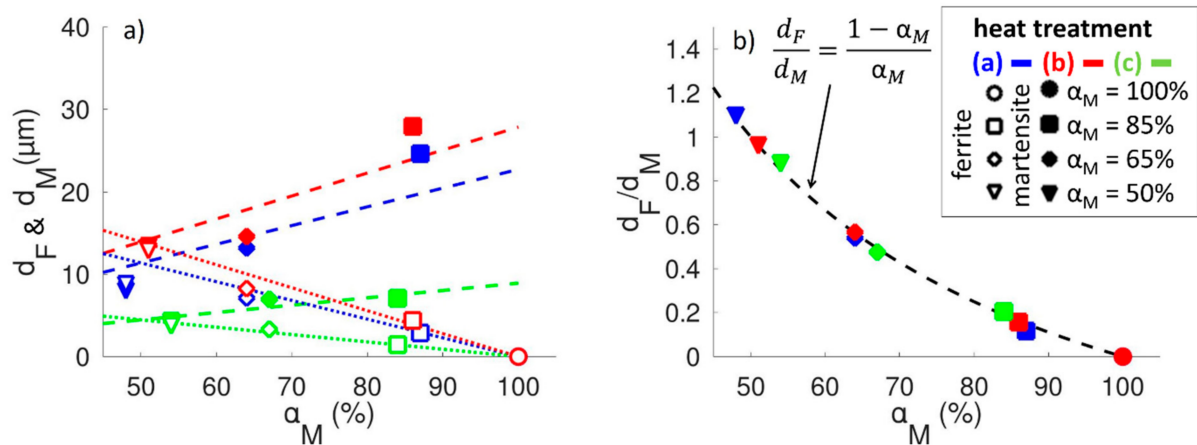 a)
40
30
20
10
0
d_F & d_M(μm)
50 60 70 80 90 100
α_M (%)
b)
d_F/d_M = (1 − α_M)/α_M
1.4
1.2
1
0.8
0.6
0.4
0.2
0
d_F/d_M
50 60 70 80 90 100
α_M (%)
heat treatment
(a) (b) (c)
ferrite
martensite
α_M = 100%
α_M = 85%
α_M = 65%
α_M = 50%